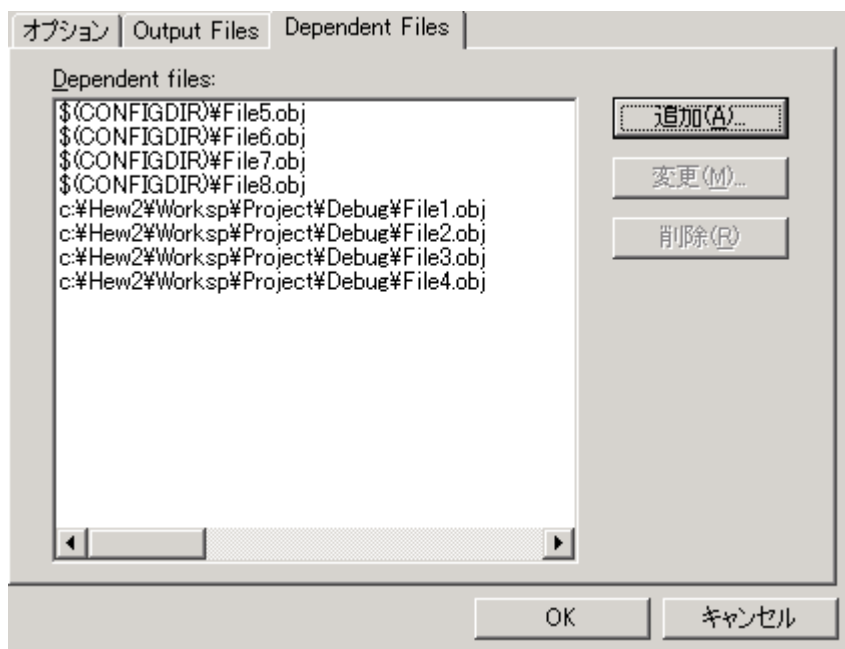 オプション Output Files Dependent Files
Dependent files:
$(CONFIGDIR)¥File5.obj
$(CONFIGDIR)¥File6.obj
$(CONFIGDIR)¥File7.obj
$(CONFIGDIR)¥File8.obj
c:¥Hew2¥Worksp¥Project¥Debug¥File1.obj
c:¥Hew2¥Worksp¥Project¥Debug¥File2.obj
c:¥Hew2¥Worksp¥Project¥Debug¥File3.obj
c:¥Hew2¥Worksp¥Project¥Debug¥File4.obj
追加(A)...
変更(M)...
削除(R)
OK キャンセル